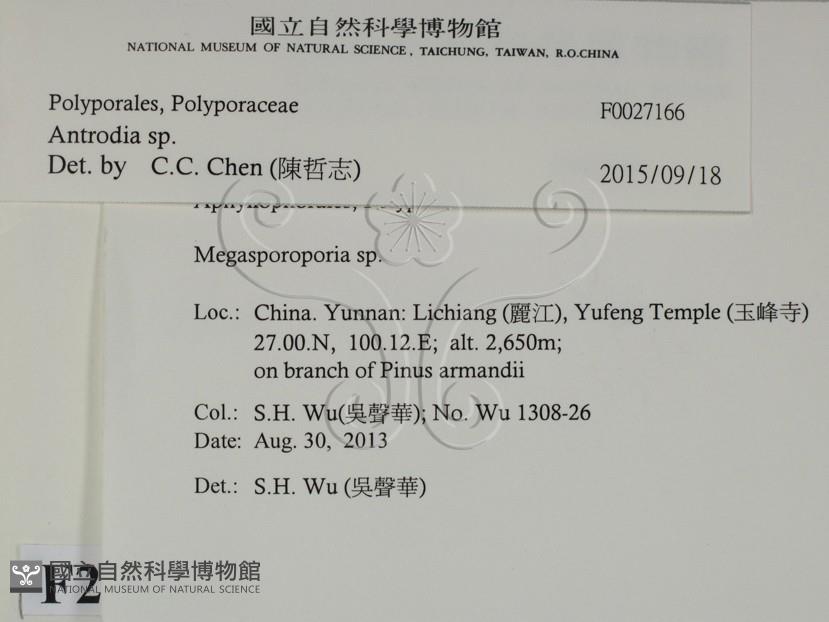 國立自然科學博物館
NATIONAL MUSEUM OF NATURAL SCIENCE, TAICHUNG, TAIWAN, R.O.CHINA
Polyporales, Polyporaceae F0027166
Antrodia sp.
Det. by C.C. Chen (陳哲志) 2015/09/18
Megasporoporia sp.
Loc.: China. Yunnan: Lichiang (麗江), Yufeng Temple (玉峰寺)
27.00.N, 100.12.E; alt. 2,650m;
on branch of Pinus armandii
Col.: S.H. Wu(吳聲華); No. Wu 1308-26
Date: Aug. 30, 2013
Det.: S.H. Wu (吳聲華)
F2
國立自然科學博物館
NATIONAL MUSEUM OF NATURAL SCIENCE